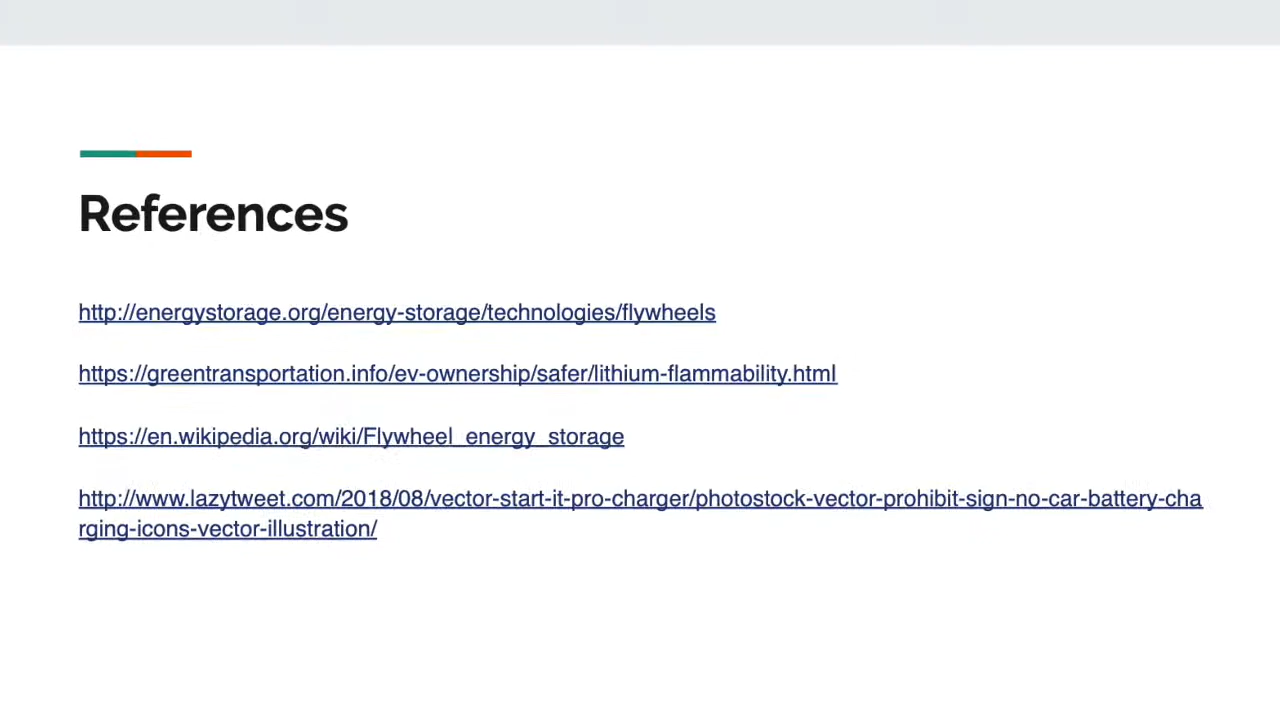 References
http://energystorage.org/energy-storage/technologies/flywheels
https://greentransportation.info/ev-ownership/safer/lithium-flammability.html
https://en.wikipedia.org/wiki/Flywheel_energy_storage
http://www.lazytweet.com/2018/08/vector-start-it-pro-charger/photostock-vector-prohibit-sign-no-car-battery-cha
rging-icons-vector-illustration/